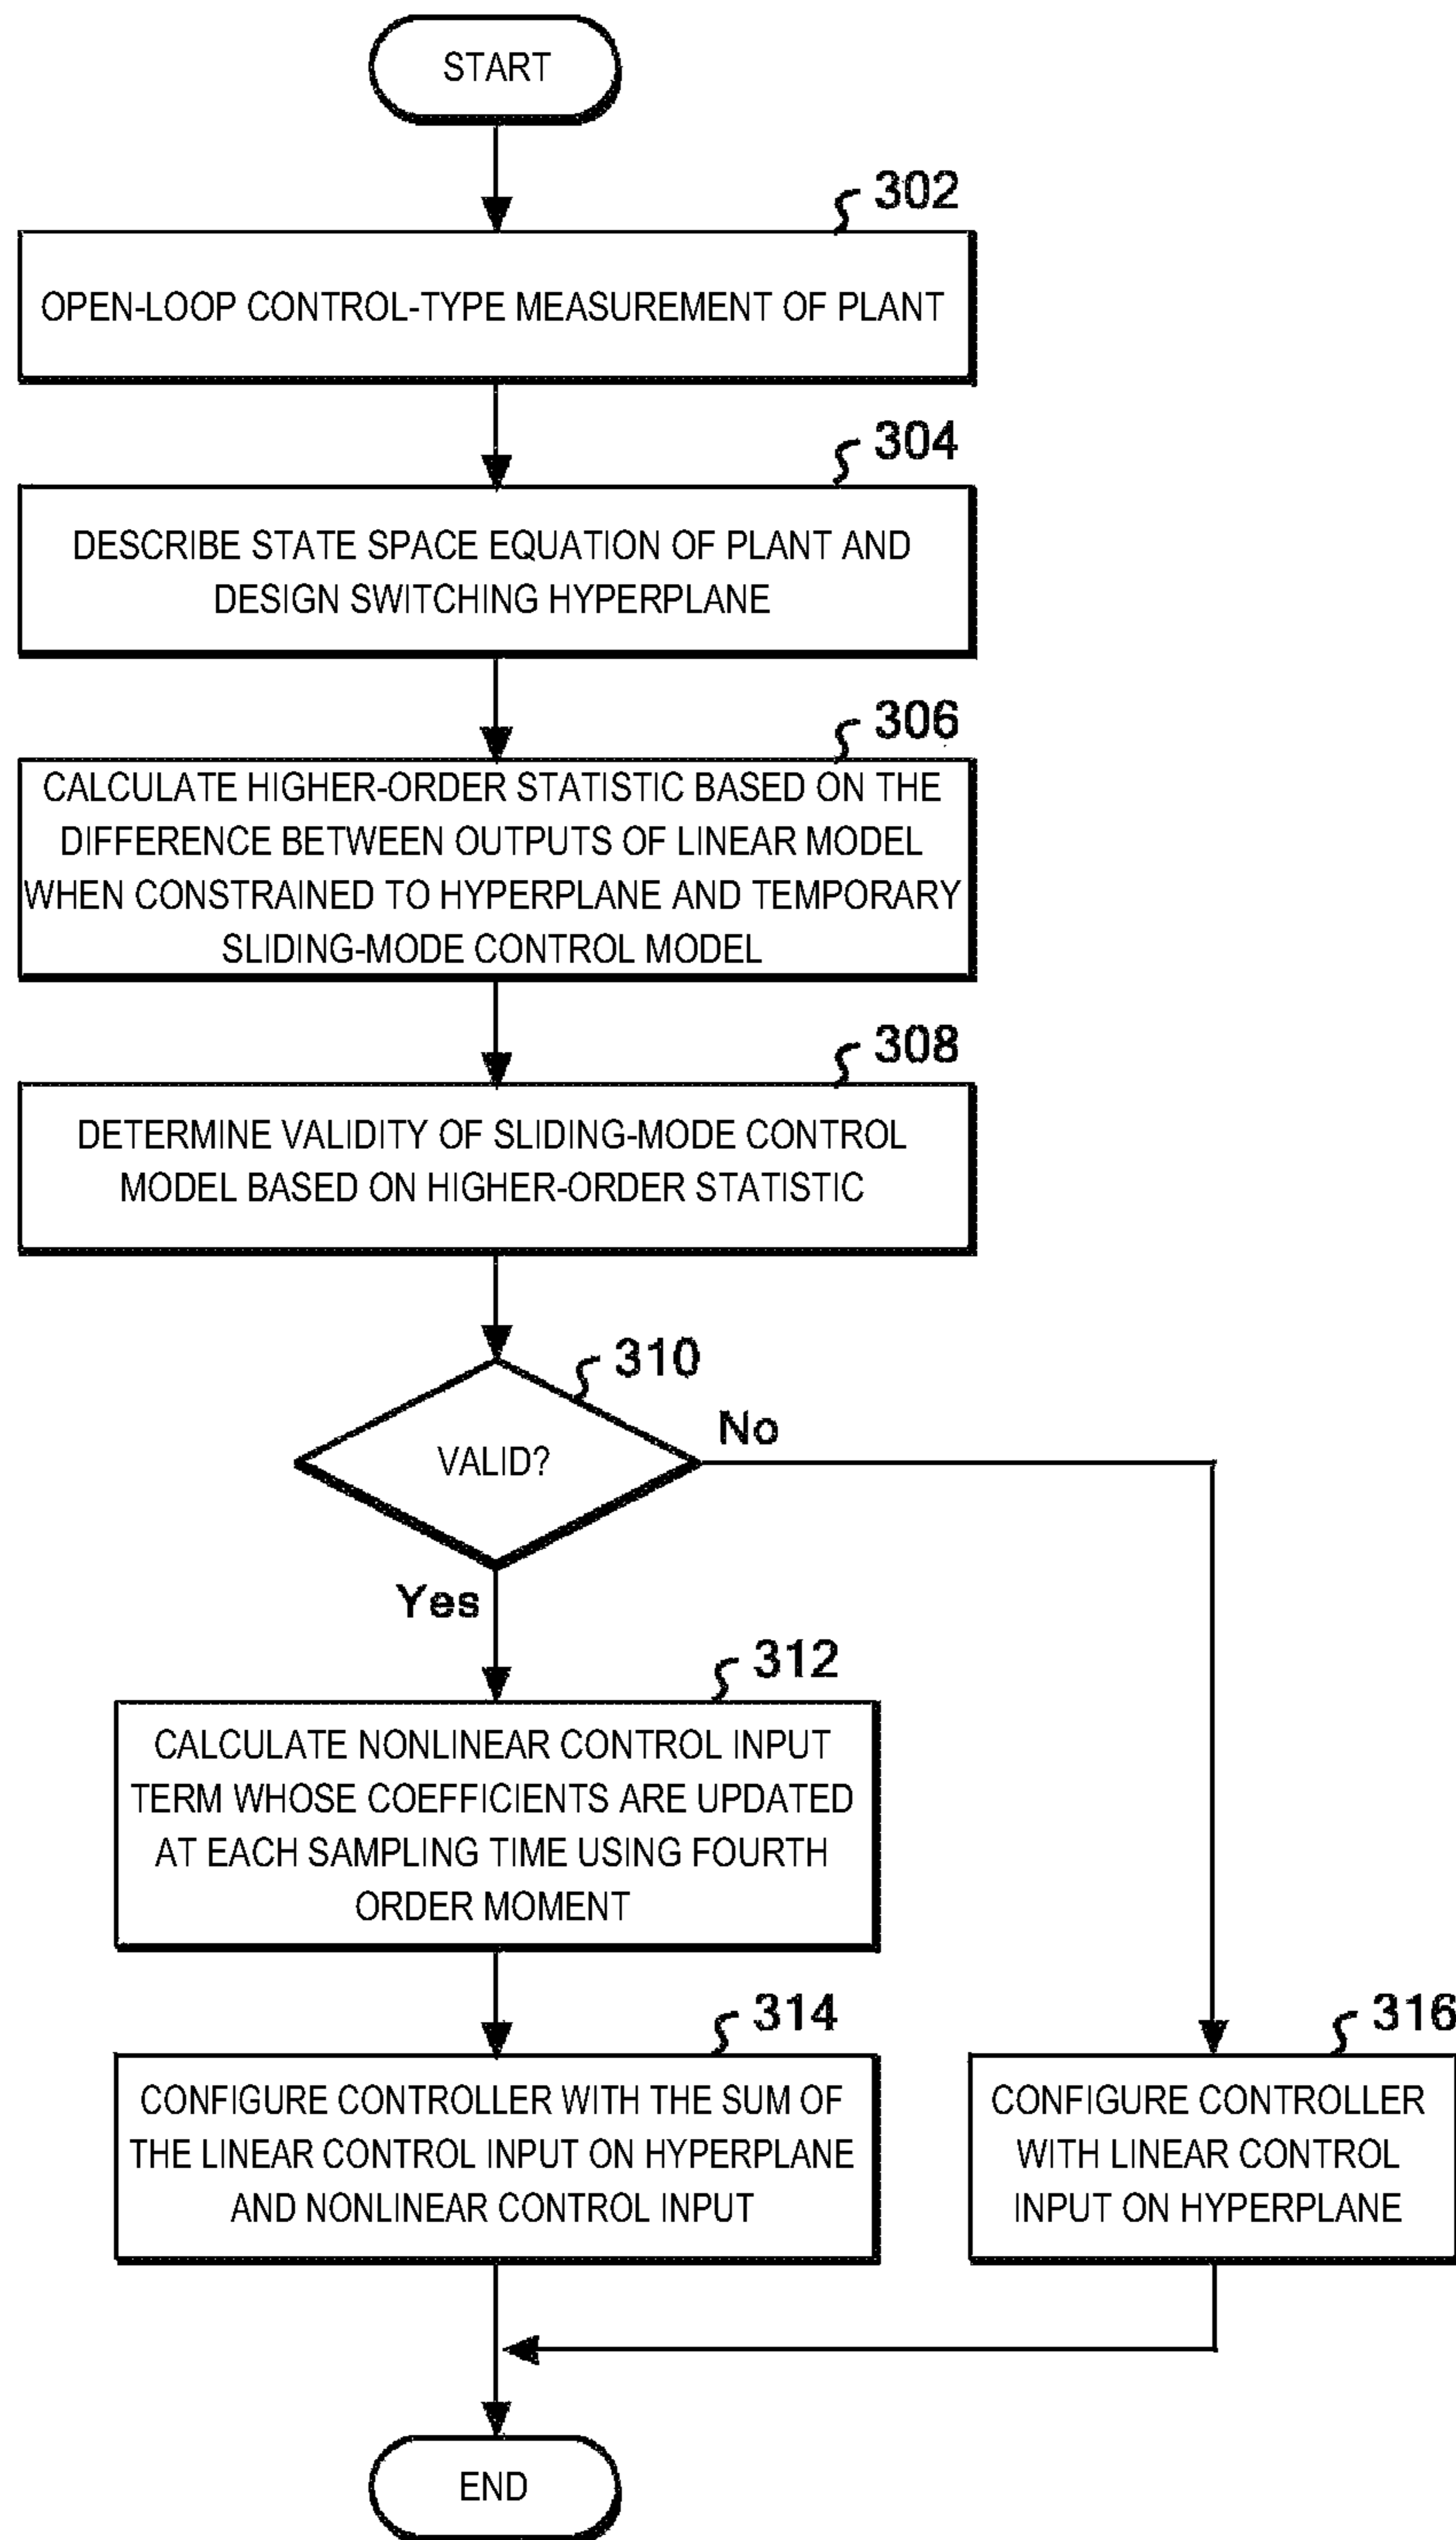 START
302
OPEN-LOOP CONTROL-TYPE MEASUREMENT OF PLANT
304
DESCRIBE STATE SPACE EQUATION OF PLANT AND
DESIGN SWITCHING HYPERPLANE
306
CALCULATE HIGHER-ORDER STATISTIC BASED ON THE
DIFFERENCE BETWEEN OUTPUTS OF LINEAR MODEL
WHEN CONSTRAINED TO HYPERPLANE AND TEMPORARY
SLIDING-MODE CONTROL MODEL
308
DETERMINE VALIDITY OF SLIDING-MODE CONTROL
MODEL BASED ON HIGHER-ORDER STATISTIC
310
VALID?
No
Yes
312
CALCULATE NONLINEAR CONTROL INPUT
TERM WHOSE COEFFICIENTS ARE UPDATED
AT EACH SAMPLING TIME USING FOURTH
ORDER MOMENT
314
CONFIGURE CONTROLLER WITH THE SUM OF
THE LINEAR CONTROL INPUT ON HYPERPLANE
AND NONLINEAR CONTROL INPUT
316
CONFIGURE CONTROLLER
WITH LINEAR CONTROL
INPUT ON HYPERPLANE
END